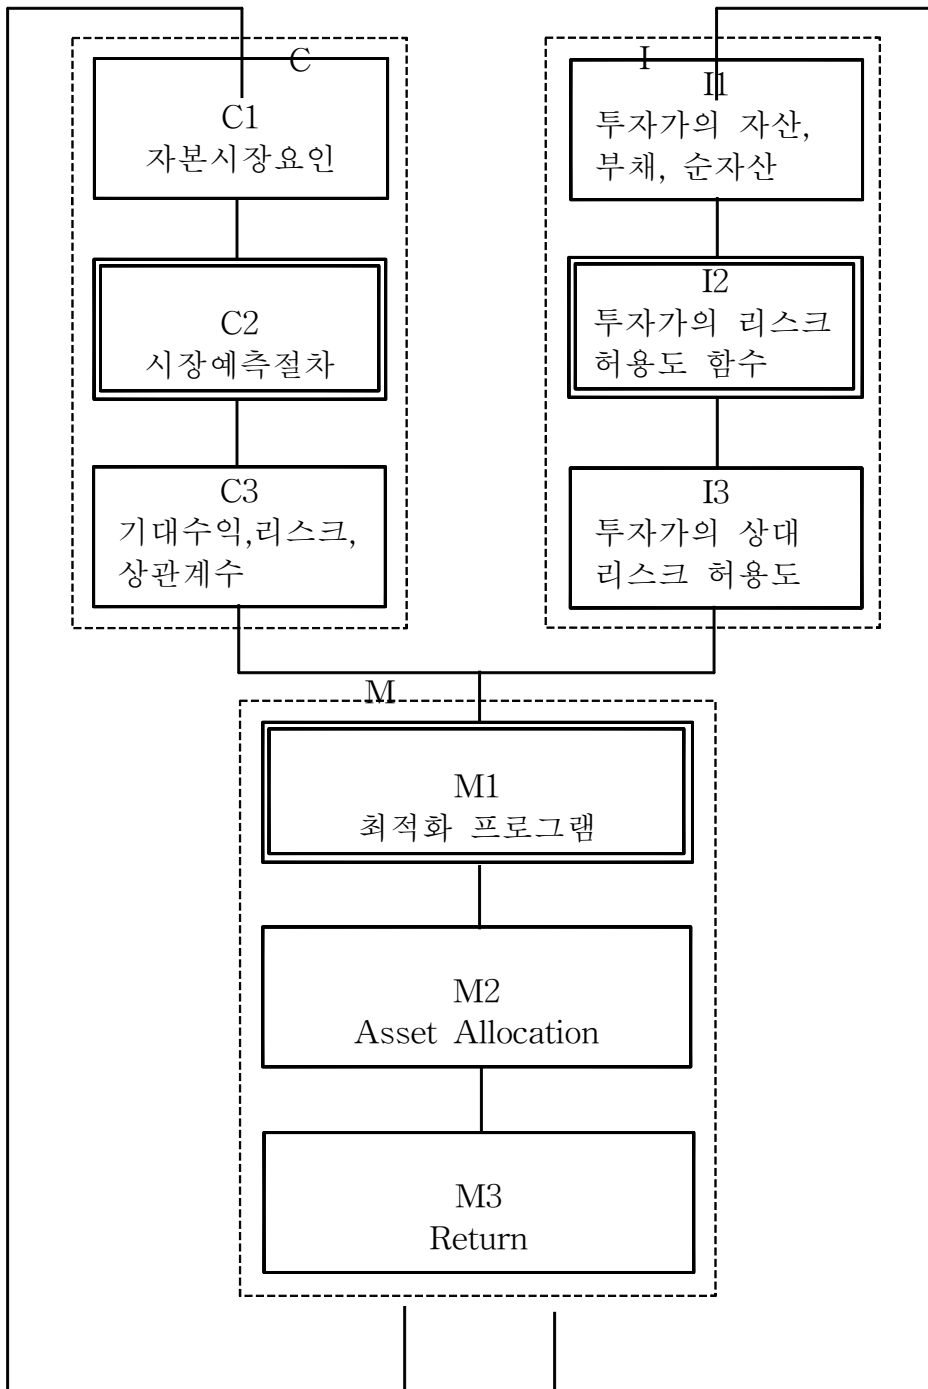 C
C1
자본시장요인
C2
시장예측절차
C3
기대수익,리스크,
상관계수
I
I1
투자가의 자산,
부채, 순자산
I2
투자가의 리스크
허용도 함수
I3
투자가의 상대
리스크 허용도
M
M1
최적화 프로그램
M2
Asset Allocation
M3
Return